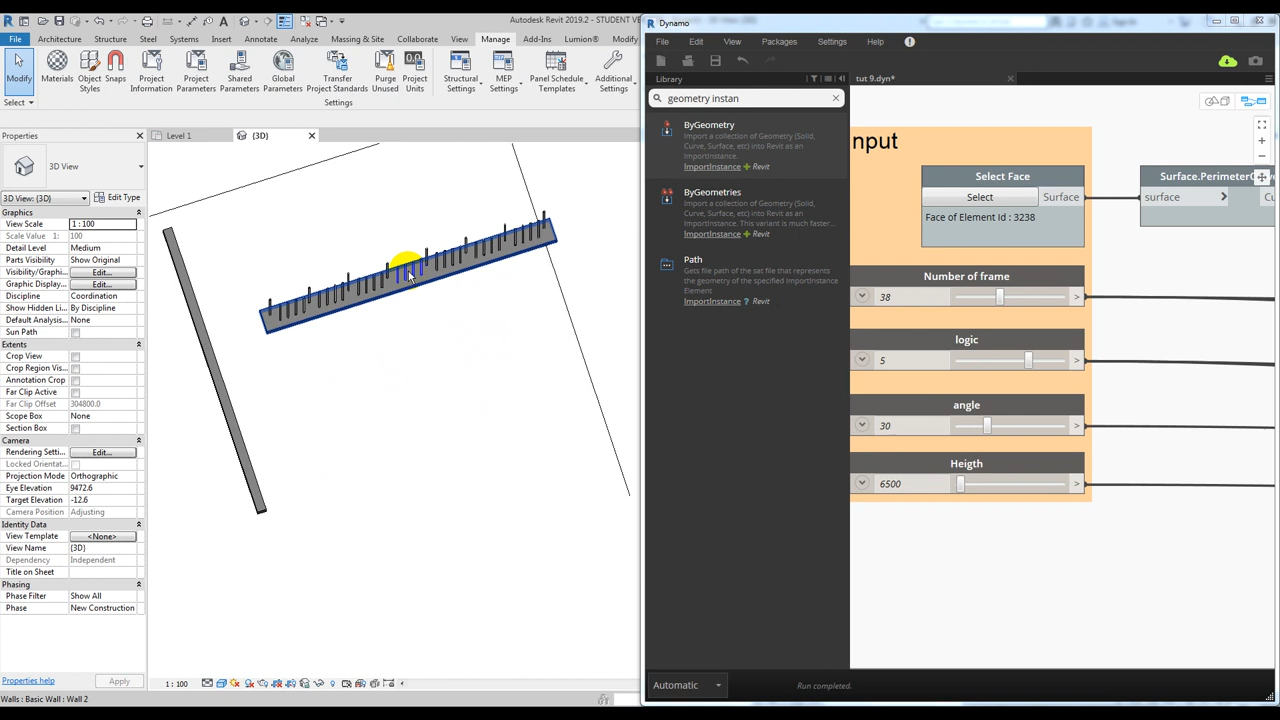 Autodesk Revit 2019.2 - STUDENT VE
File
Architecture
Structure
Steel
Systems
Insert
Annotate
Analyze
Massing & Site
Collaborate
View
Manage
Add-Ins
Lumion®
Modify
Modify
Materials
Object Styles
Snaps
Project Information
Project Parameters
Shared Parameters
Global Parameters
Transfer Project Standards
Purge Unused
Project Units
Structural Settings
MEP Settings
Panel Schedule Templates
Additional Settings
Select
Settings
Properties
Level 1
{3D}
3D View
3D View: {3D}
Edit Type
Graphics
View Scale 1 : 100
Scale Value 1: 100
Detail Level Medium
Parts Visibility Show Original
Visibility/Graphi... Edit...
Graphic Display... Edit...
Discipline Coordination
Show Hidden Li... By Discipline
Default Analysis... None
Sun Path
Extents
Crop View
Crop Region Vis...
Annotation Crop
Far Clip Active
Far Clip Offset 304800.0
Scope Box None
Section Box
Camera
Rendering Setti... Edit...
Locked Orientat...
Projection Mode Orthographic
Eye Elevation 9472.6
Target Elevation -12.6
Camera Position Adjusting
Identity Data
View Template <None>
View Name {3D}
Dependency Independent
Title on Sheet
Phasing
Phase Filter Show All
Phase New Construction
Properties help
Apply
1 : 100
Walls : Basic Wall : Wall 2
Dynamo
File
Edit
View
Packages
Settings
Help
Library
tut 9.dyn*
geometry instan
ByGeometry
Import a collection of Geometry (Solid,
Curve, Surface, etc) into Revit as an
ImportInstance.
ImportInstance + Revit
ByGeometries
Import a collection of Geometry (Solid,
Curve, Surface, etc) into Revit as an
ImportInstance. This variant is much faster...
ImportInstance + Revit
Path
Gets file path of the sat file that represents
the geometry of the specified ImportInstance
Element
ImportInstance ? Revit
Automatic
Run completed.
nput
Select Face
Select
Surface
Face of Element Id : 3238
Surface.PerimeterC
surface
>
Number of frame
38
>
logic
5
>
angle
30
>
Heigth
6500
>